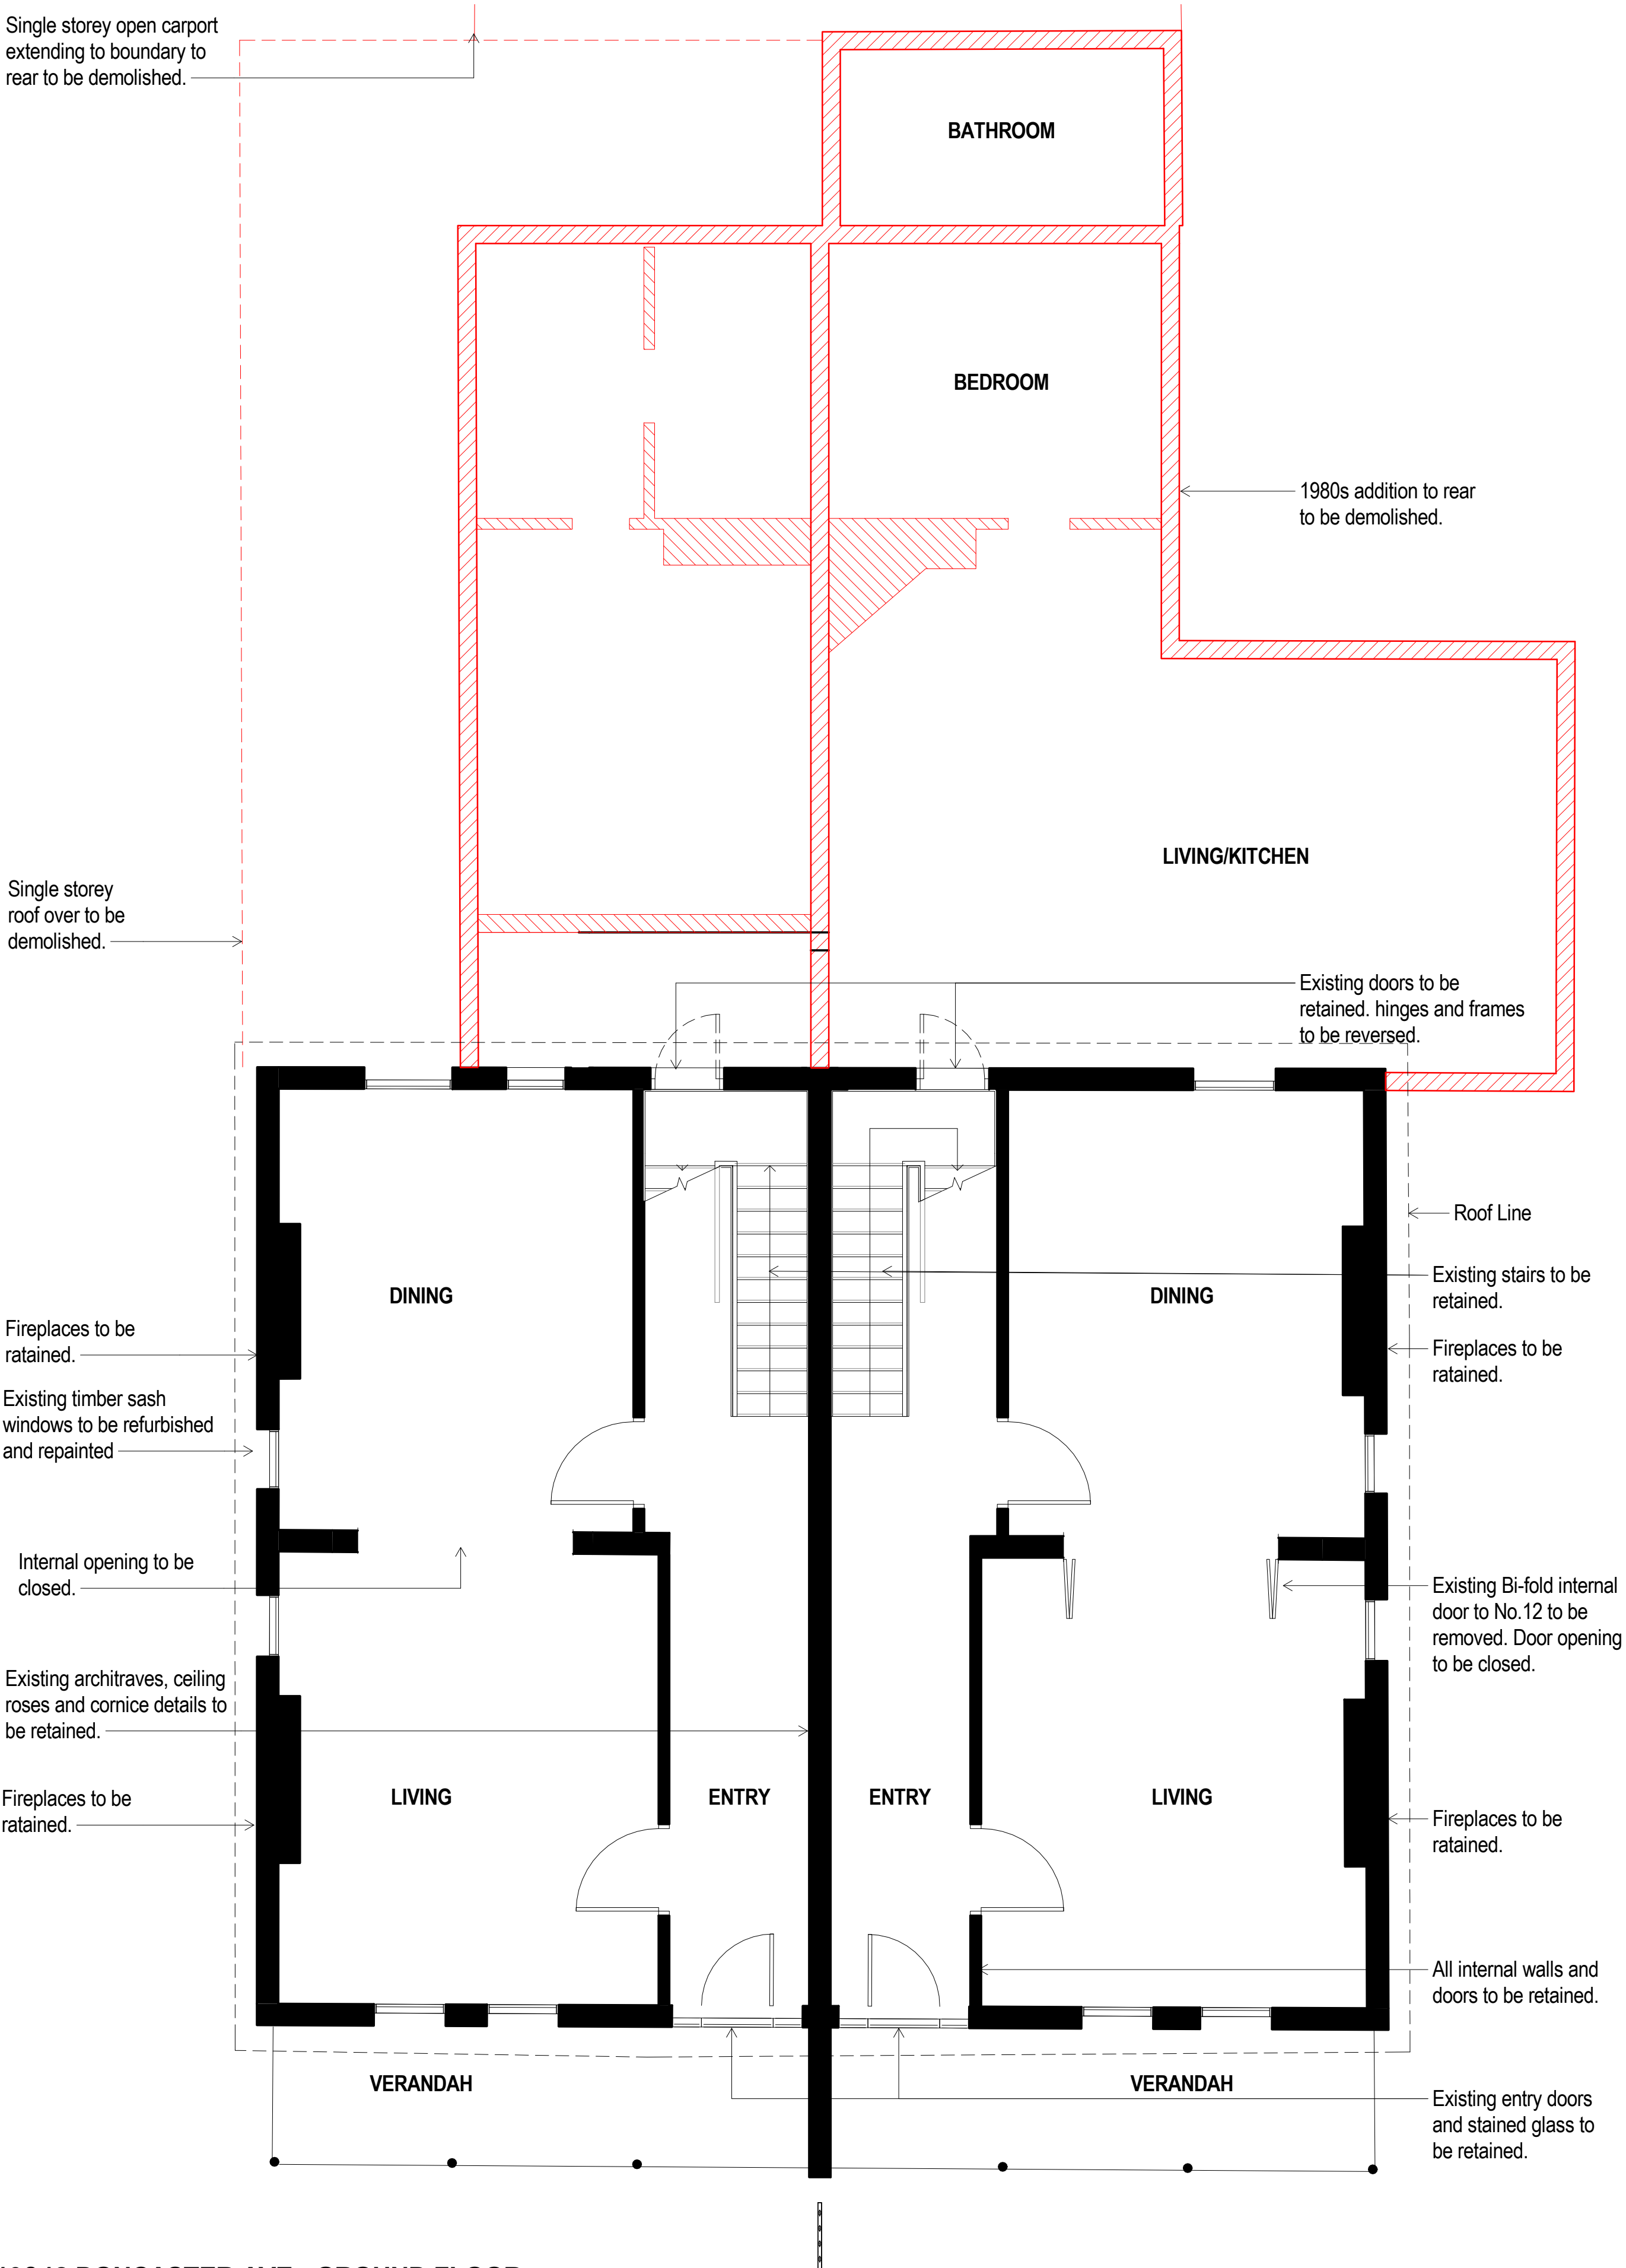 Single storey open carport
extending to boundary to
rear to be demolished.
BATHROOM
BEDROOM
1980s addition to rear
to be demolished.
LIVING/KITCHEN
Single storey
roof over to be
demolished.
Existing doors to be
retained. hinges and frames
to be reversed.
Roof Line
DINING
DINING
Existing stairs to be
retained.
Fireplaces to be
ratained.
Fireplaces to be
ratained.
Existing timber sash
windows to be refurbished
and repainted
Internal opening to be
closed.
Existing Bi-fold internal
door to No.12 to be
removed. Door opening
to be closed.
Existing architraves, ceiling
roses and cornice details to
be retained.
Fireplaces to be
ratained.
LIVING
ENTRY
ENTRY
LIVING
Fireplaces to be
ratained.
All internal walls and
doors to be retained.
VERANDAH
VERANDAH
Existing entry doors
and stained glass to
be retained.